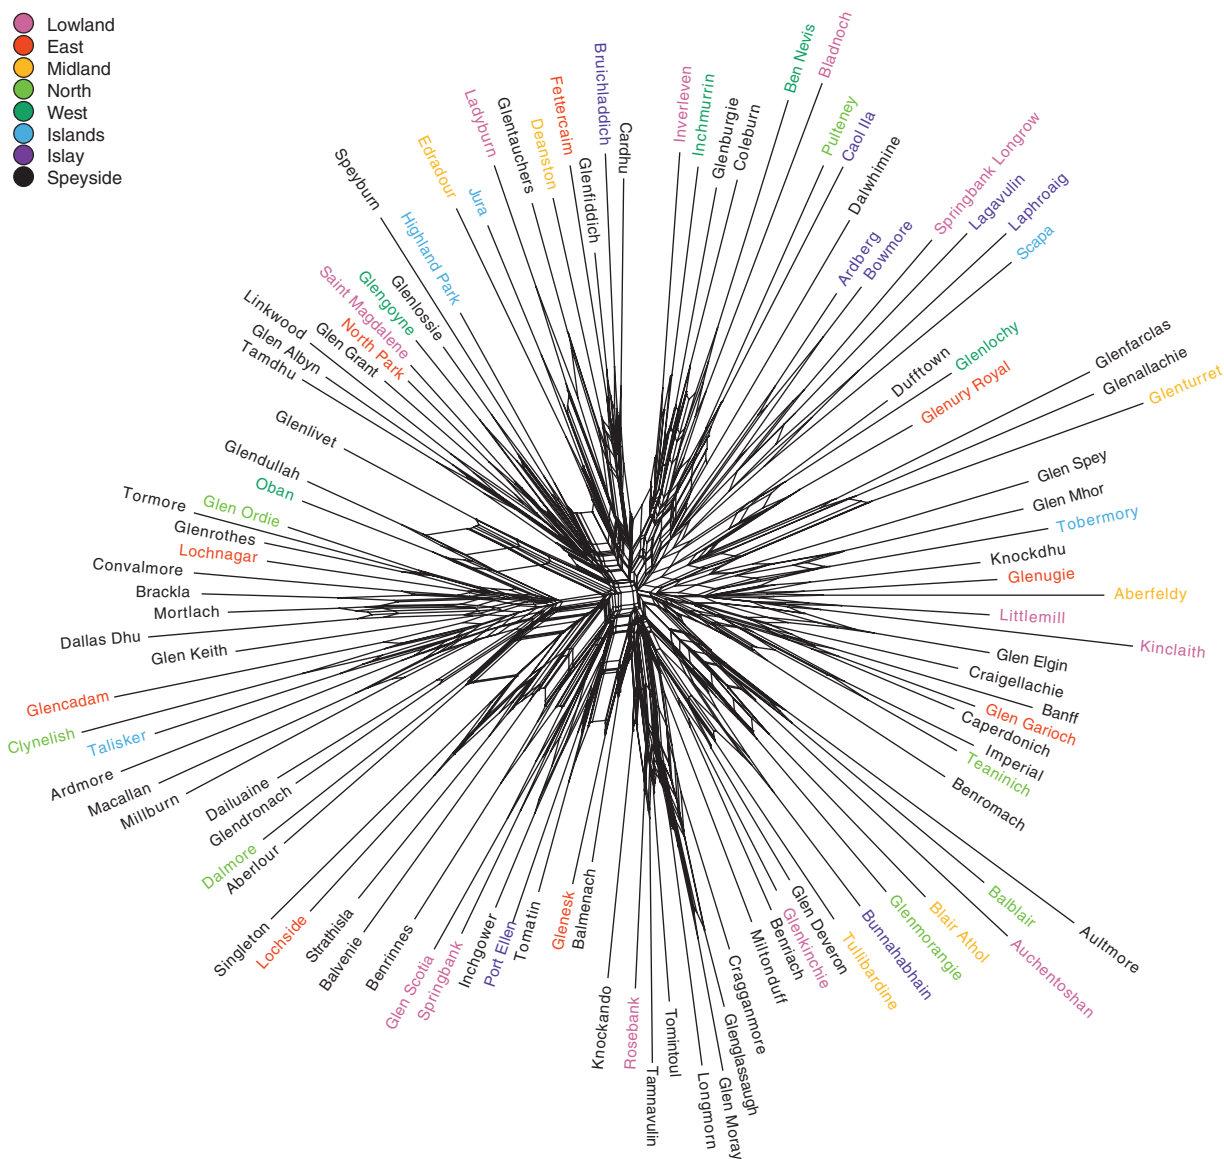 Lowland
East
Midland
North
West
Islands
Islay
Speyside
Cardhu
Inverleven
Inchmurrin
Glenburgie
Coleburn
Ben Nevis
Bladnoch
Pulteney
Caol Ila
Dalwhimine
Ardberg
Bowmore
Springbank Longrow
Lagavulin
Laphroaig
Scapa
Dufftown
Glenlochy
Glenury Royal
Glenfarclas
Glenallachie
Glenturret
Glen Spey
Glen Mhor
Tobermory
Knockdhu
Glenugie
Aberfeldy
Littlemill
Kinclaith
Glen Elgin
Craigellachie
Banff
Glen Garioch
Caperdonich
Imperial
Teaninich
Benromach
Aultmore
Balblair
Auchentoshan
Blair Athol
Glenmorangie
Bunnahabhain
Tullibardine
Glen Deveron
Glenkinchie
Benriach
Miltonduff
Cragganmore
Glenglassaugh
Glen Moray
Longmorn
Tomintoul
Tamnavulin
Rosebank
Knockando
Balmenach
Glenesk
Tomatin
Port Ellen
Inchgower
Springbank
Glen Scotia
Benrinnes
Balvenie
Strathisla
Lochside
Singleton
Aberlour
Dalmore
Glendronach
Dailuaine
Millburn
Macallan
Ardmore
Talisker
Clynelish
Glencadam
Glen Keith
Dallas Dhu
Mortlach
Brackla
Convalmore
Lochnagar
Glenrothes
Glen Ordie
Tormore
Oban
Glendullah
Glenlivet
Tamdhu
Glen Albyn
Linkwood
Glen Grant
North Park
Saint Magdalene
Glengoyne
Glenlossie
Highland Park
Speyburn
Jura
Edradour
Ladyburn
Glentauchers
Deanston
Fettercairn
Glenfiddich
Bruichladdich